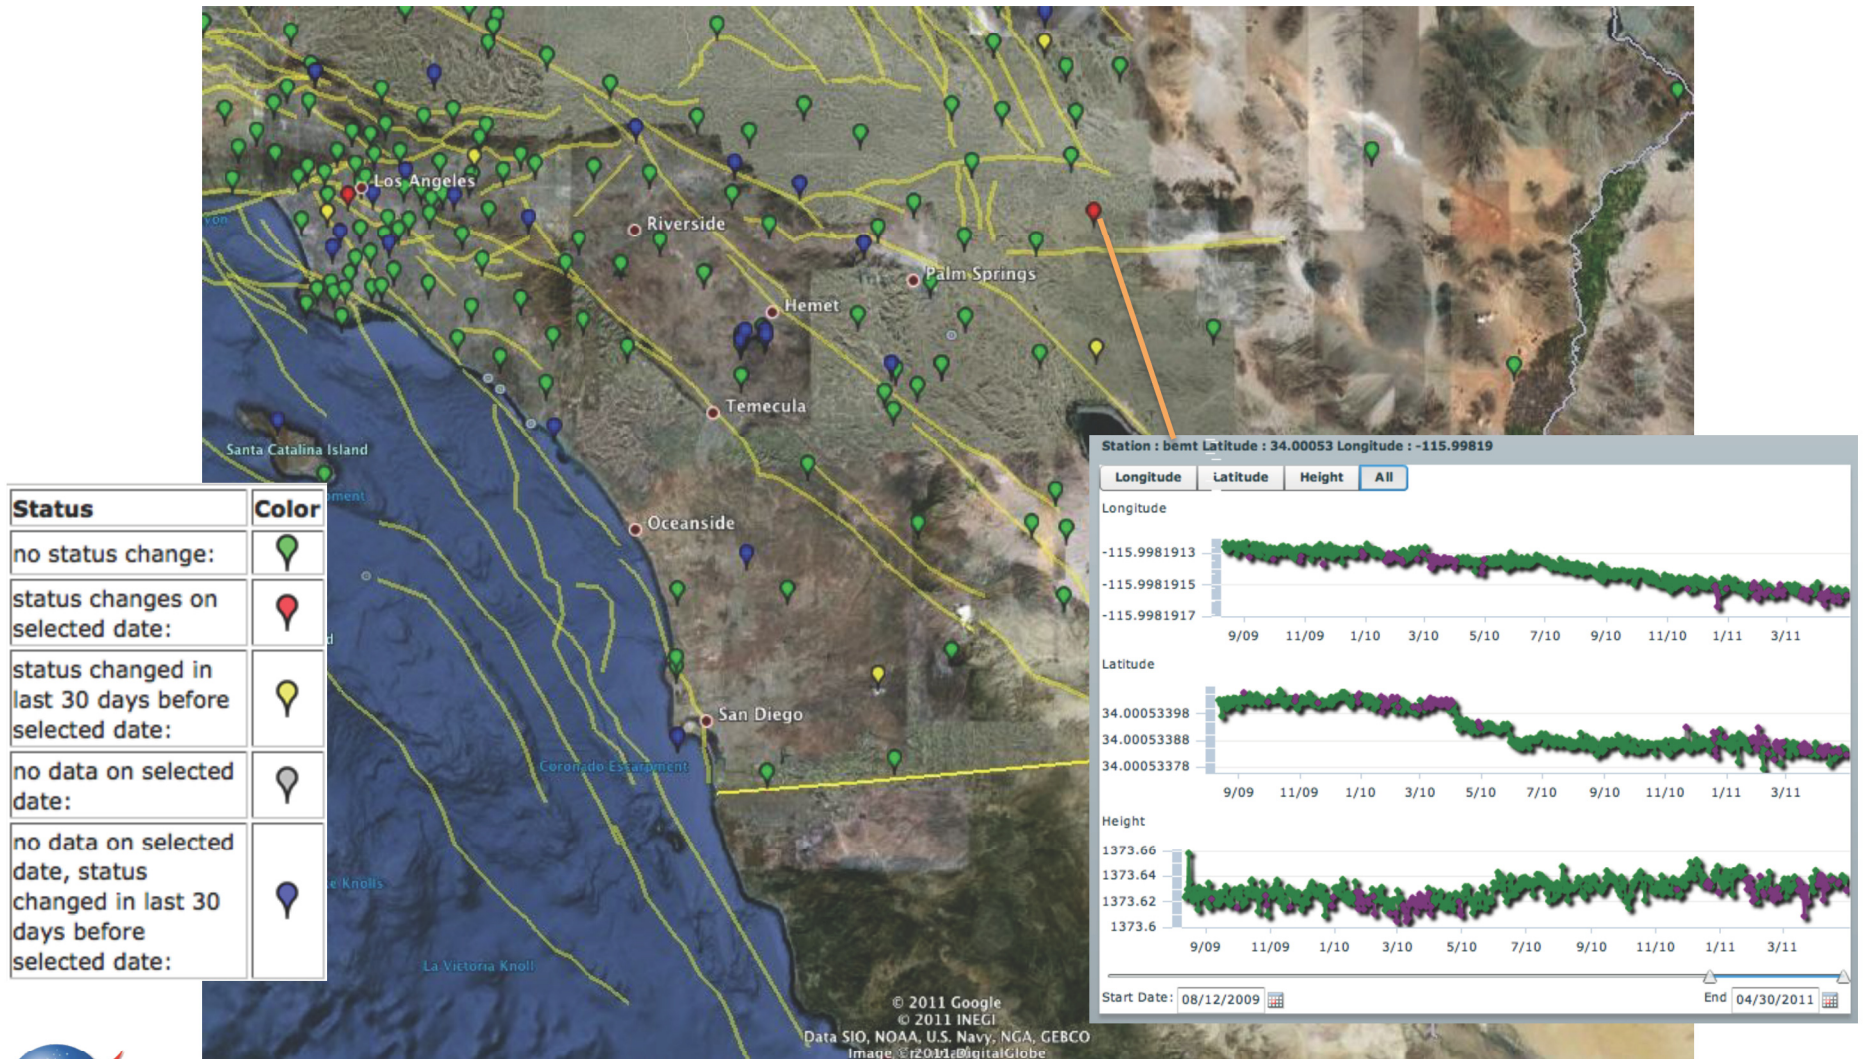 Los Angeles
Riverside
Palm Springs
Hemet
Temecula
Santa Catalina Island
Oceanside
San Diego
Coronado Escarpment
La Victoria Knoll
© 2011 Google
© 2011 INEGI
Data SIO, NOAA, U.S. Navy, NGA, GEBCO
Image © 2011 DigitalGlobe
Status Color
no status change:
status changes on
selected date:
status changed in
last 30 days before
selected date:
no data on selected
date:
no data on selected
date, status
changed in last 30
days before
selected date:
Station : bemt Latitude : 34.00053 Longitude : -115.99819
Longitude Latitude Height All
Longitude
-115.9981913
-115.9981915
-115.9981917
9/09 11/09 1/10 3/10 5/10 7/10 9/10 11/10 1/11 3/11
Latitude
34.00053398
34.00053388
34.00053378
9/09 11/09 1/10 3/10 5/10 7/10 9/10 11/10 1/11 3/11
Height
1373.66
1373.64
1373.62
1373.6
9/09 11/09 1/10 3/10 5/10 7/10 9/10 11/10 1/11 3/11
Start Date: 08/12/2009 End 04/30/2011